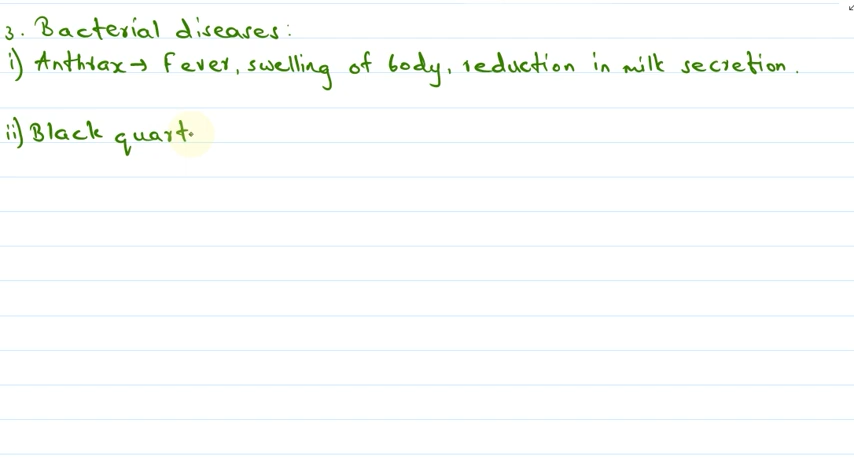 3. Bacterial diseases:
i) Anthrax → Fever, swelling of body, reduction in milk secretion.
ii) Black quart